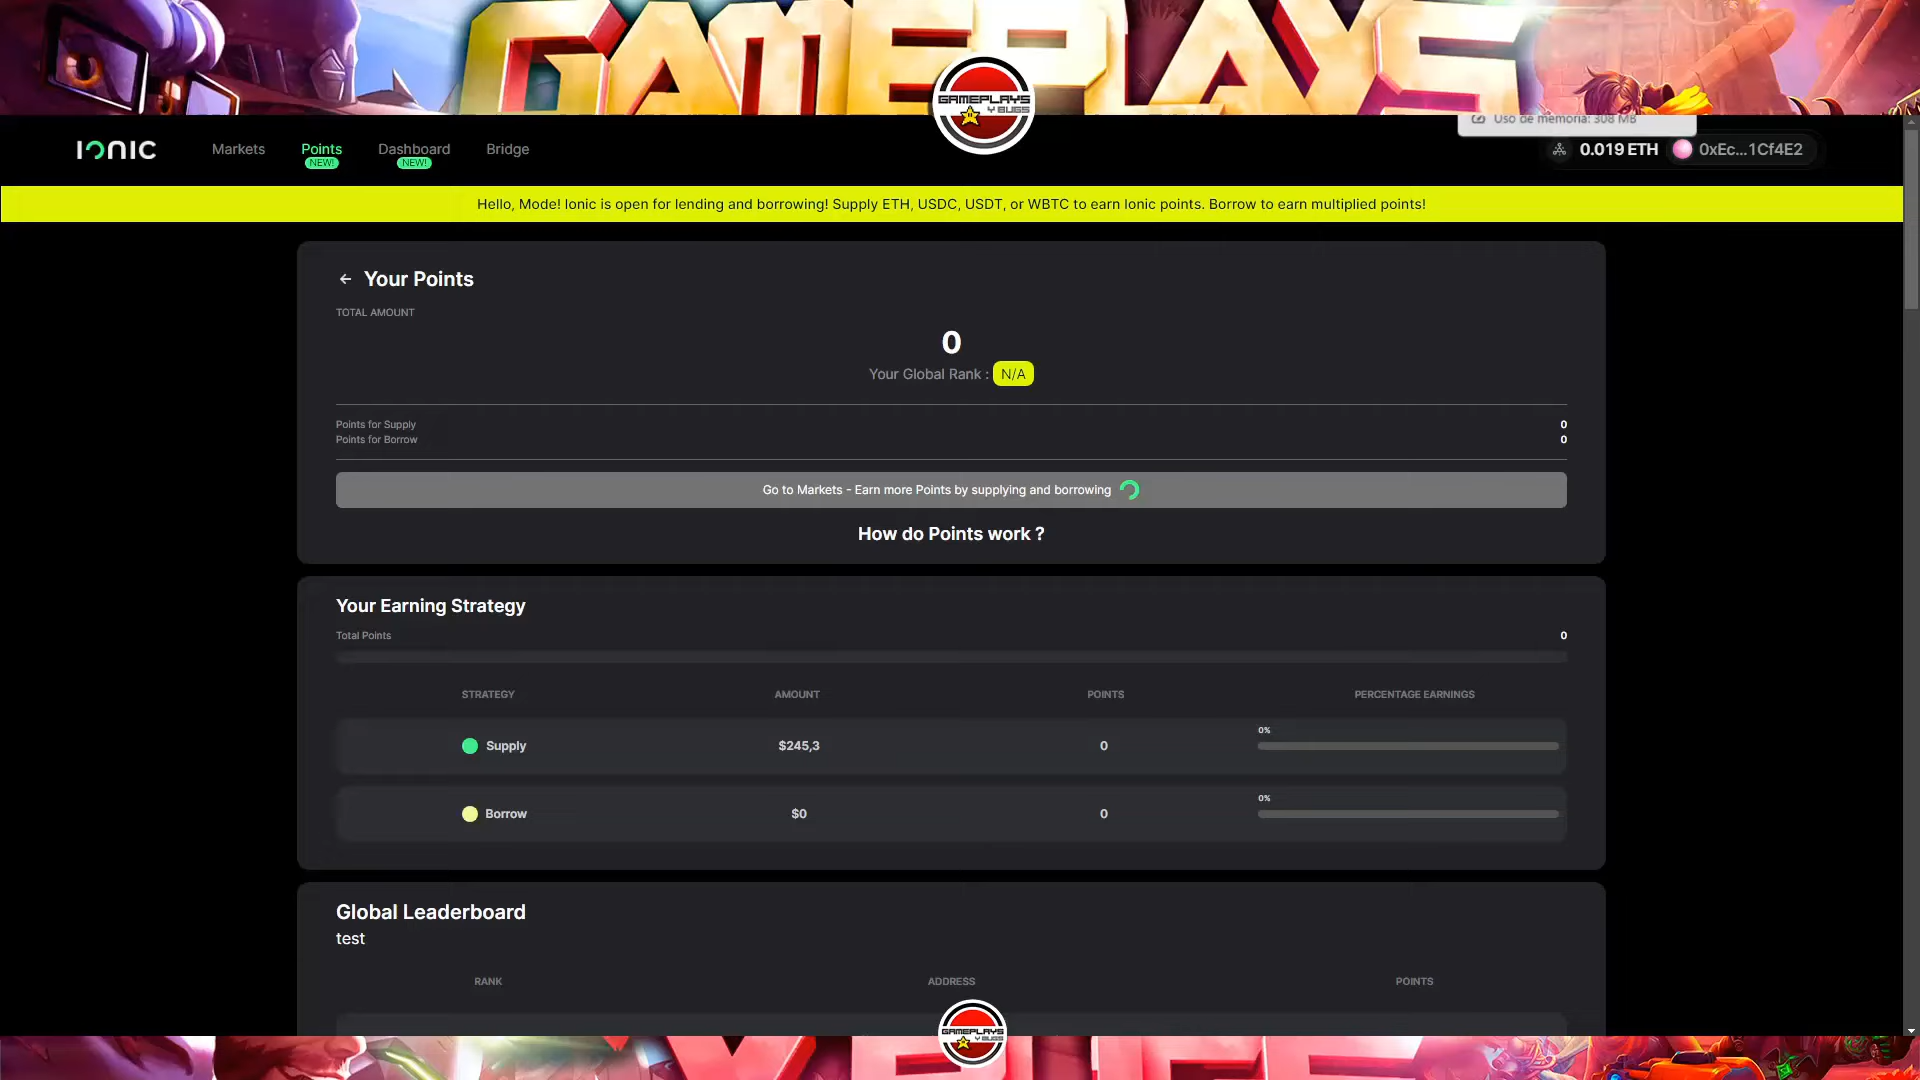 GAMEPLAYS
GAMEPLAYS
Y BUGS
Uso de memoria: 308 MB
IONIC
Markets
Points
NEW!
Dashboard
NEW!
Bridge
0.019 ETH
0xEc...1Cf4E2
Hello, Mode! Ionic is open for lending and borrowing! Supply ETH, USDC, USDT, or WBTC to earn Ionic points. Borrow to earn multiplied points!
Your Points
TOTAL AMOUNT
0
Your Global Rank : N/A
Points for Supply 0
Points for Borrow 0
Go to Markets - Earn more Points by supplying and borrowing
How do Points work ?
Your Earning Strategy
Total Points 0
STRATEGY AMOUNT POINTS PERCENTAGE EARNINGS
0%
Supply $245,3 0
0%
Borrow $0 0
Global Leaderboard
test
RANK ADDRESS POINTS
GAMEPLAYS
Y BUGS